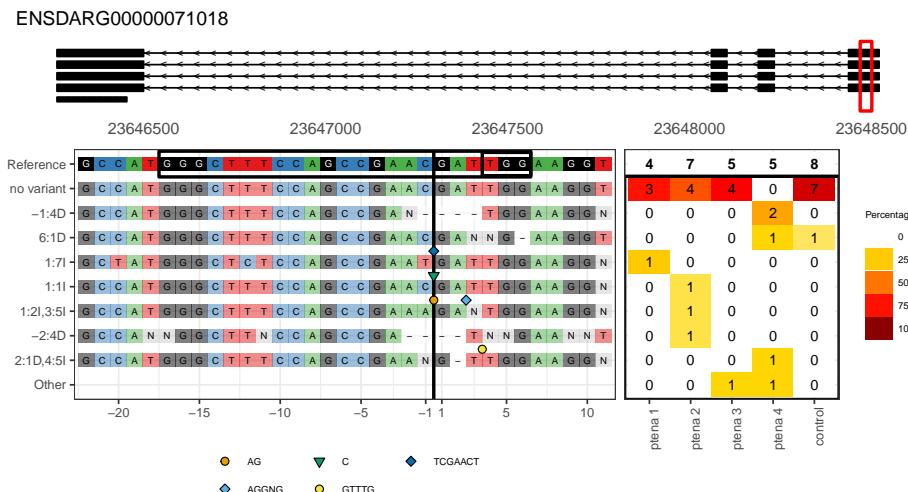 ENSDARG00000071018
23646500 23647000 23647500 23648000 23648500
Reference G C C A T G G G C T T T C C A G C C G A A C G A T T G G A A G G T 4 7 5 5 8
no variant G C C A T G G G C T T T C C A G C C G A A C G A T T G G A A G G T 3 4 4 0 7
−1:4D G C C A T G G G C T T T C C A G C C G A N - - - - T G G A A G G N 0 0 0 2 0
6:1D G C C A T G G G C T T T C C A G C C G A A C G A N N G - A A G G T 0 0 0 1 1
1:7I G C T A T G G G C T C T C C A G C C G A A T G A T T G G A A G G N 1 0 0 0 0
1:1I G C C A T G G G C T T T C C A G C C G A A C G A T T G G A A G G N 0 1 0 0 0
1:2I,3:5I G C C A T G G G C T T T C C A G C C G A A A G A N T G G A A G G N 0 1 0 0 0
−2:4D G C C A N N G G C T T N C C A G C C G A - - - - T N N G A A N N T 0 1 0 0 0
2:1D,4:5I G C C A T G G G C T T T C C A G C C G A A N G - T T G G A A G G N 0 0 0 1 0
Other 0 0 1 1 0
−20 −15 −10 −5 −1 1 5 10
ptena 1 ptena 2 ptena 3 ptena 4 control
Percentag
0
25
50
75
10
AG C TCGAACT
AGGNG GTTTG